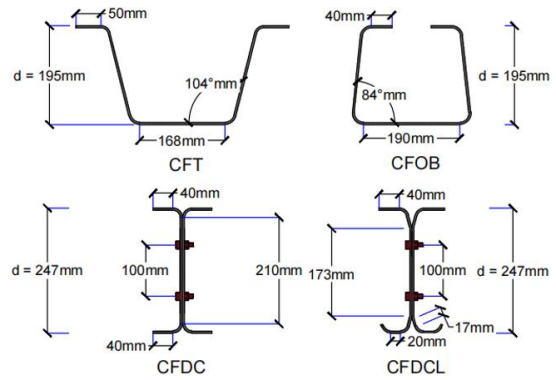 50mm
d = 195mm
104°mm
168mm
CFT
40mm
d = 195mm
84°mm
190mm
CFOB
40mm
d = 247mm
100mm
210mm
40mm
CFDC
40mm
173mm
100mm
d = 247mm
17mm
20mm
CFDCL